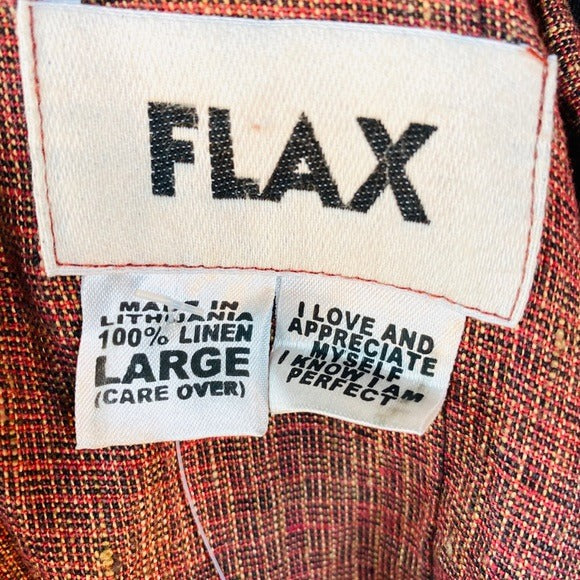 FLAX
MADE IN
LITHUANIA
100% LINEN
LARGE
(CARE OVER)
I LOVE AND
APPRECIATE
MYSELF
I KNOW I AM
PERFECT